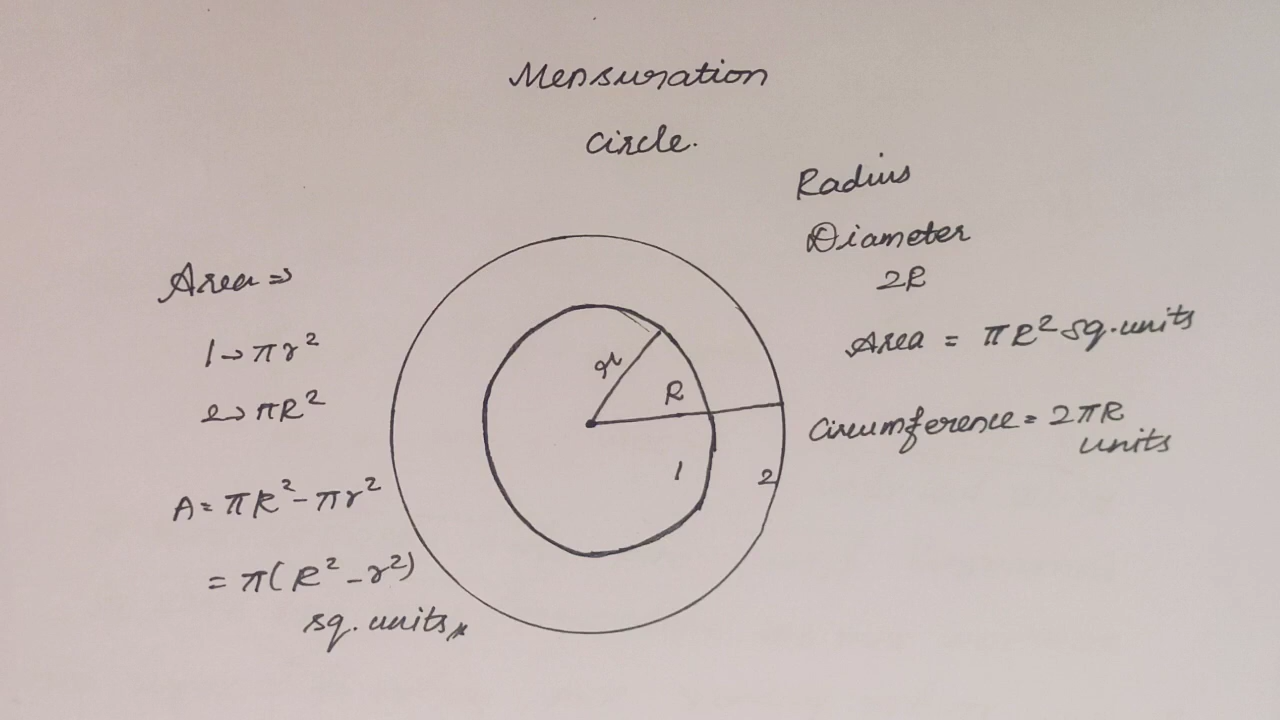 Mensuration
Circle.
Area ⇒
1→πr²
2→πR²
A= πR²-πr²
= π(R²-r²)
sq. units
r
R
1
2
Radius
Diameter
2R
Area = πR² sq.units
Circumference = 2πR
units